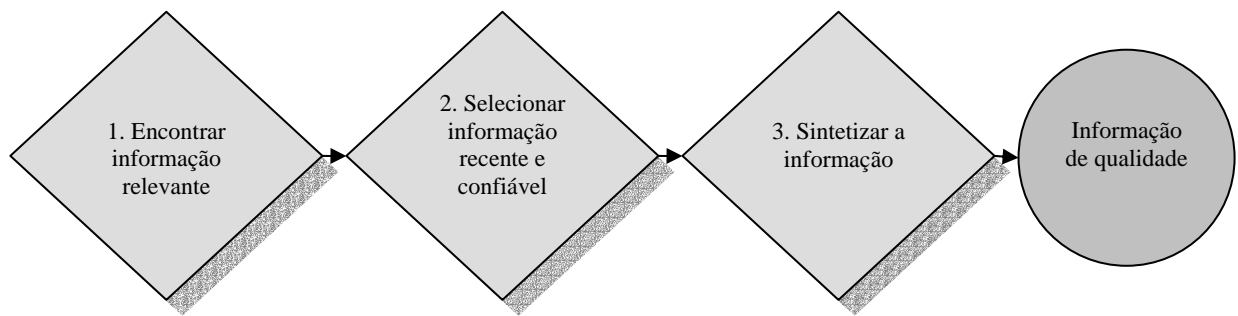 1. Encontrar
informação
relevante
2. Selecionar
informação
recente e
confiável
3. Sintetizar a
informação
Informação
de qualidade